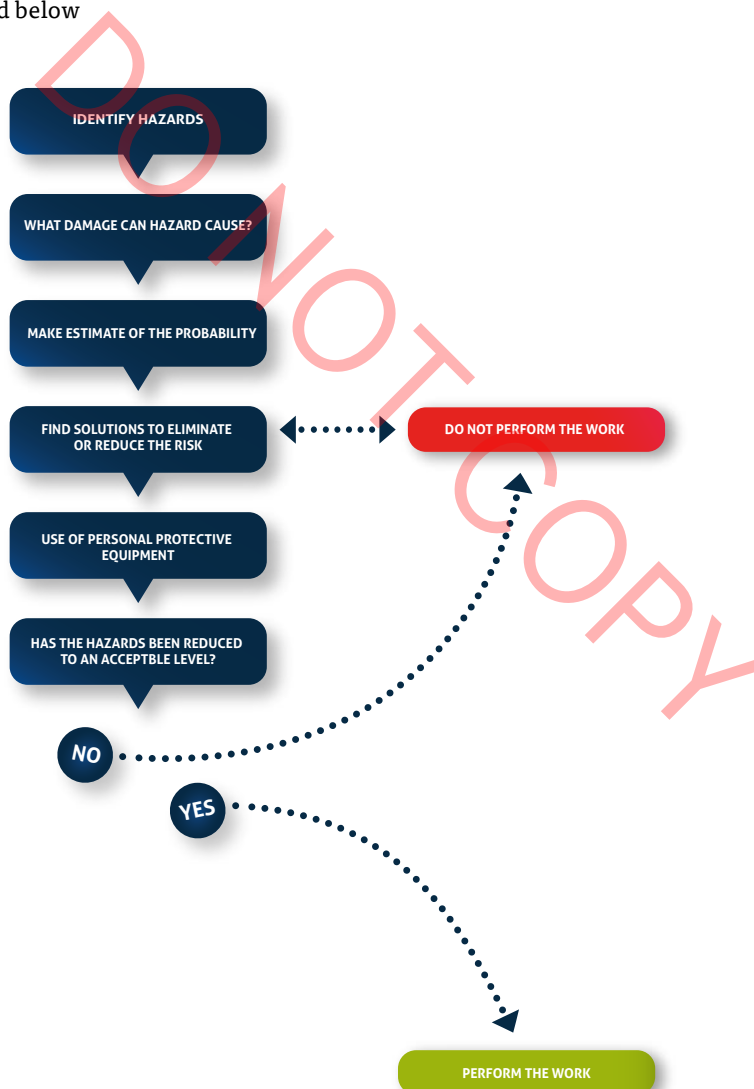 d below
IDENTIFY HAZARDS
WHAT DAMAGE CAN HAZARD CAUSE?
MAKE ESTIMATE OF THE PROBABILITY
FIND SOLUTIONS TO ELIMINATE
OR REDUCE THE RISK
DO NOT PERFORM THE WORK
USE OF PERSONAL PROTECTIVE
EQUIPMENT
HAS THE HAZARDS BEEN REDUCED
TO AN ACCEPTBLE LEVEL?
NO
YES
PERFORM THE WORK
DO NOT COPY